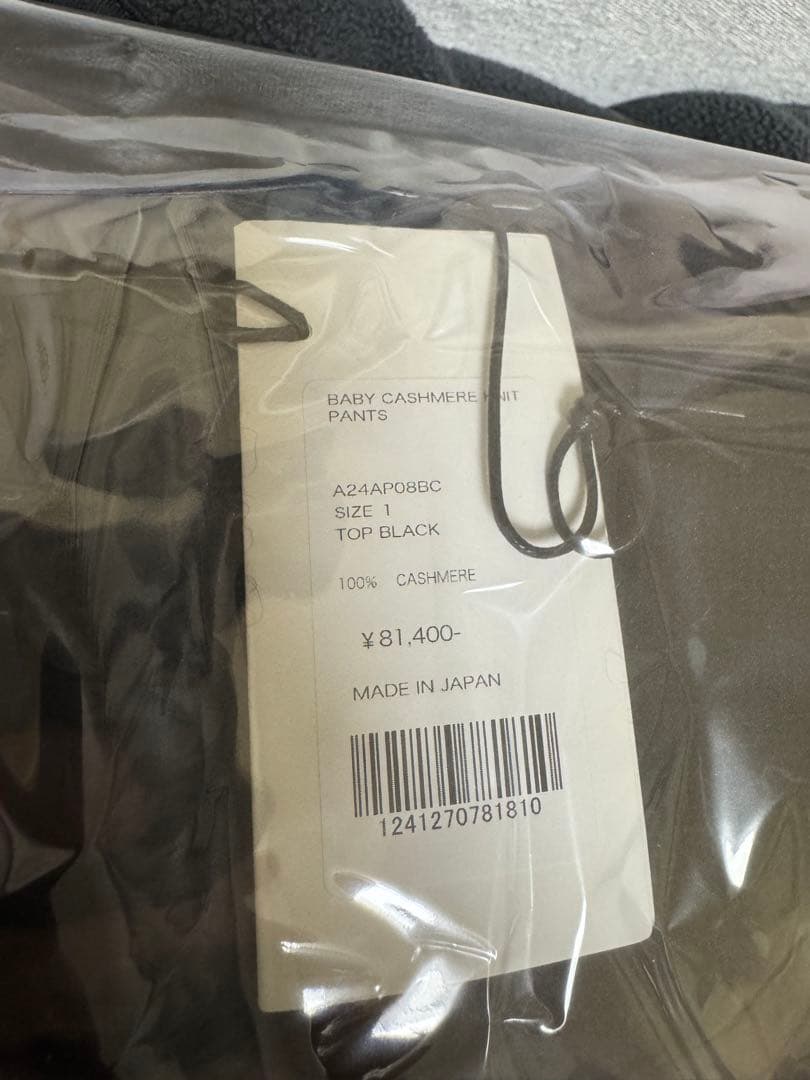 BABY CASHMERE KNIT
PANTS
A24AP08BC
SIZE 1
TOP BLACK
100% CASHMERE
¥81,400-
MADE IN JAPAN
1241270781810